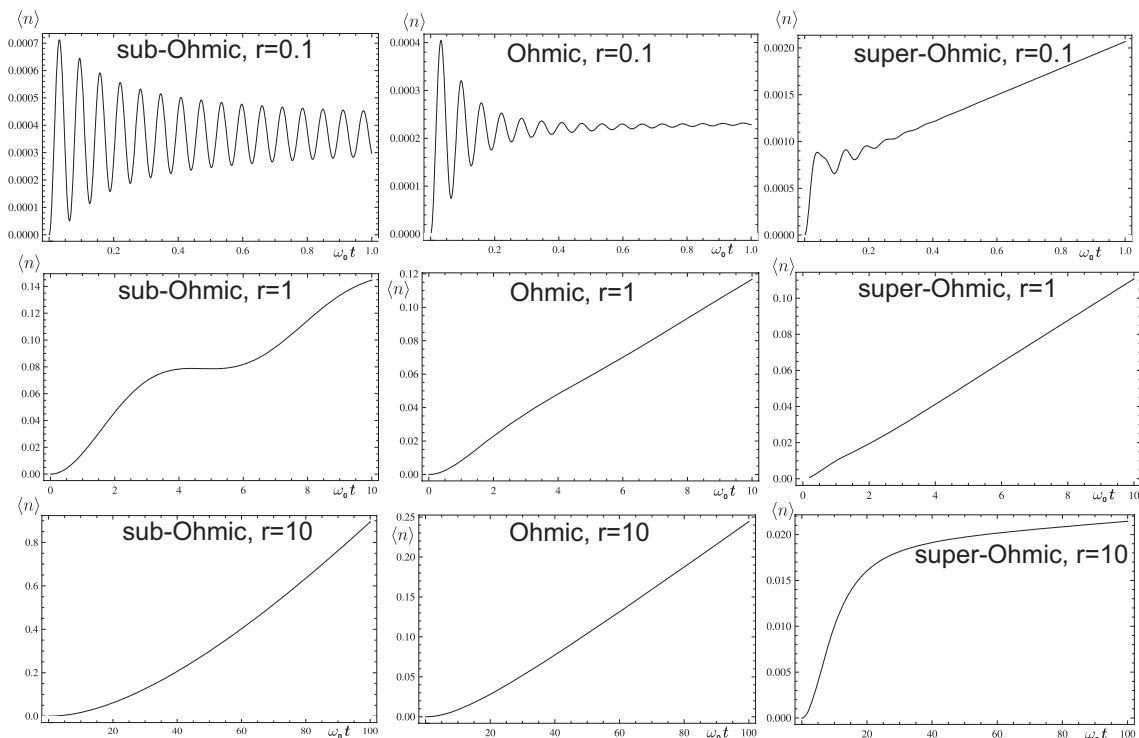 ⟨n⟩
sub-Ohmic, r=0.1
0.0007
0.0006
0.0005
0.0004
0.0003
0.0002
0.0001
0.0000
0.2 0.4 0.6 0.8 ω₀t 1.0
⟨n⟩
Ohmic, r=0.1
0.0004
0.0003
0.0002
0.0001
0.0000
0.2 0.4 0.6 0.8 ω₀t 1.0
⟨n⟩
super-Ohmic, r=0.1
0.0020
0.0015
0.0010
0.0005
0.0000
0.2 0.4 0.6 0.8 ω₀t 1.0
⟨n⟩
sub-Ohmic, r=1
0.14
0.12
0.10
0.08
0.06
0.04
0.02
0.00
0 2 4 6 8 ω₀t 10
0.12
⟨n⟩
Ohmic, r=1
0.10
0.08
0.06
0.04
0.02
0.00
0 2 4 6 8 ω₀t 10
⟨n⟩
super-Ohmic, r=1
0.10
0.08
0.06
0.04
0.02
0.00
0 2 4 6 8 ω₀t 10
⟨n⟩
sub-Ohmic, r=10
0.8
0.6
0.4
0.2
0.0
20 40 60 80 ω₀t 100
0.25
⟨n⟩
Ohmic, r=10
0.20
0.15
0.10
0.05
0.00
20 40 60 80 ω₀t 100
⟨n⟩
super-Ohmic, r=10
0.020
0.015
0.010
0.005
0.000
0 20 40 60 80 ω₀t 100